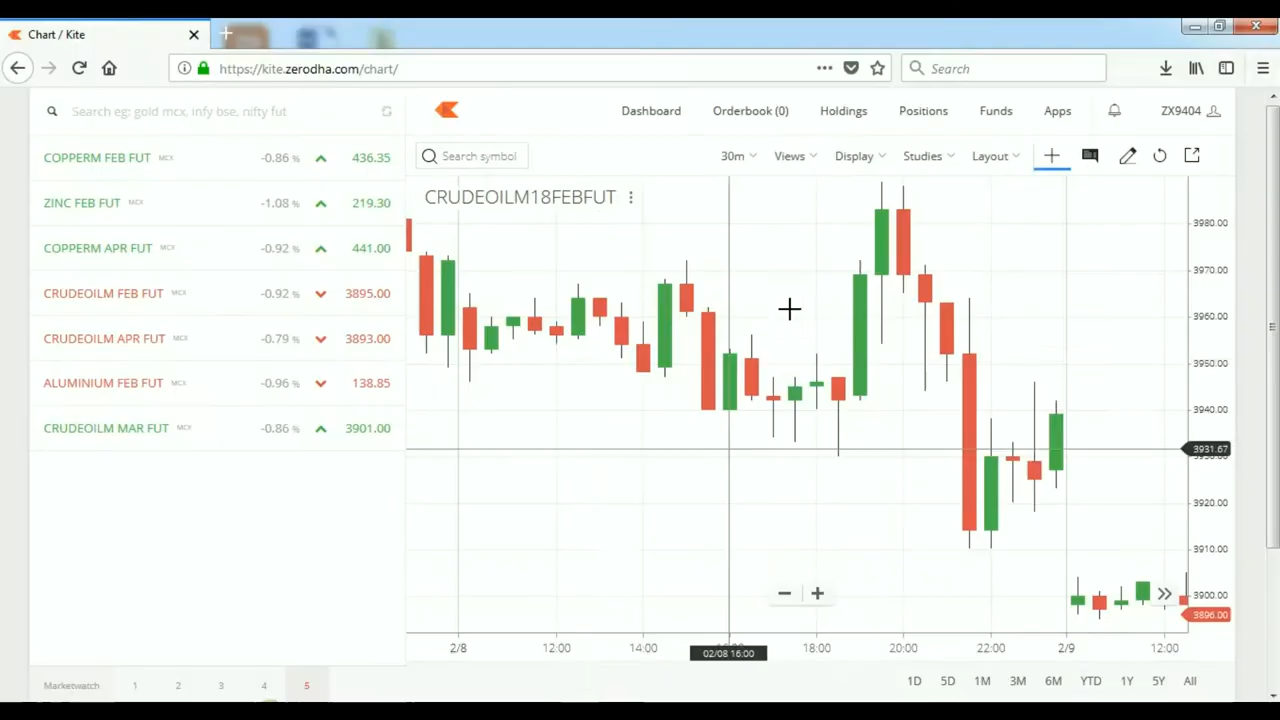 Chart / Kite
https://kite.zerodha.com/chart/
Search
Search eg: gold mcx, infy bse, nifty fut
Dashboard Orderbook (0) Holdings Positions Funds Apps ZX9404
COPPERM FEB FUT MCX -0.86 % 436.35
ZINC FEB FUT MCX -1.08 % 219.30
COPPERM APR FUT MCX -0.92 % 441.00
CRUDEOILM FEB FUT MCX -0.92 % 3895.00
CRUDEOILM APR FUT MCX -0.79 % 3893.00
ALUMINIUM FEB FUT MCX -0.96 % 138.85
CRUDEOILM MAR FUT MCX -0.86 % 3901.00
Marketwatch 1 2 3 4 5
Search symbol 30m Views Display Studies Layout
CRUDEOILM18FEBFUT
3980.00
3970.00
3960.00
3950.00
3940.00
3931.67
3930.00
3920.00
3910.00
3900.00
3896.00
2/8 12:00 14:00 18:00 20:00 22:00 2/9 12:00
02/08 16:00
1D 5D 1M 3M 6M YTD 1Y 5Y All